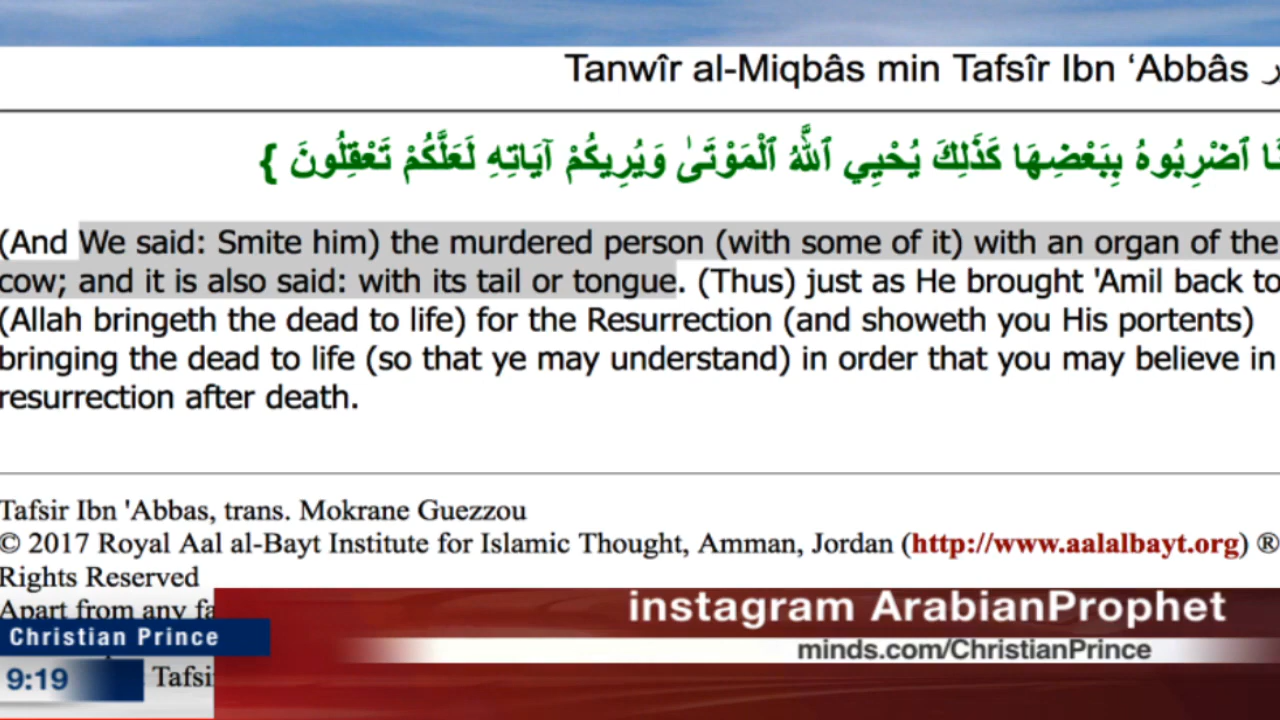 Tanwîr al-Miqbâs min Tafsîr Ibn ‘Abbâs
ٱضْرِبُوهُ بِبَعْضِهَا كَذَٰلِكَ يُحْيِي ٱللَّهُ ٱلْمَوْتَىٰ وَيُرِيكُمْ آيَاتِهِ لَعَلَّكُمْ تَعْقِلُونَ }
(And We said: Smite him) the murdered person (with some of it) with an organ of the
cow; and it is also said: with its tail or tongue. (Thus) just as He brought 'Amil back to
(Allah bringeth the dead to life) for the Resurrection (and showeth you His portents)
bringing the dead to life (so that ye may understand) in order that you may believe in
resurrection after death.
Tafsir Ibn 'Abbas, trans. Mokrane Guezzou
© 2017 Royal Aal al-Bayt Institute for Islamic Thought, Amman, Jordan (http://www.aalalbayt.org) ®
Rights Reserved
Apart from any fa
instagram ArabianProphet
Christian Prince
minds.com/ChristianPrince
9:19
Tafsi